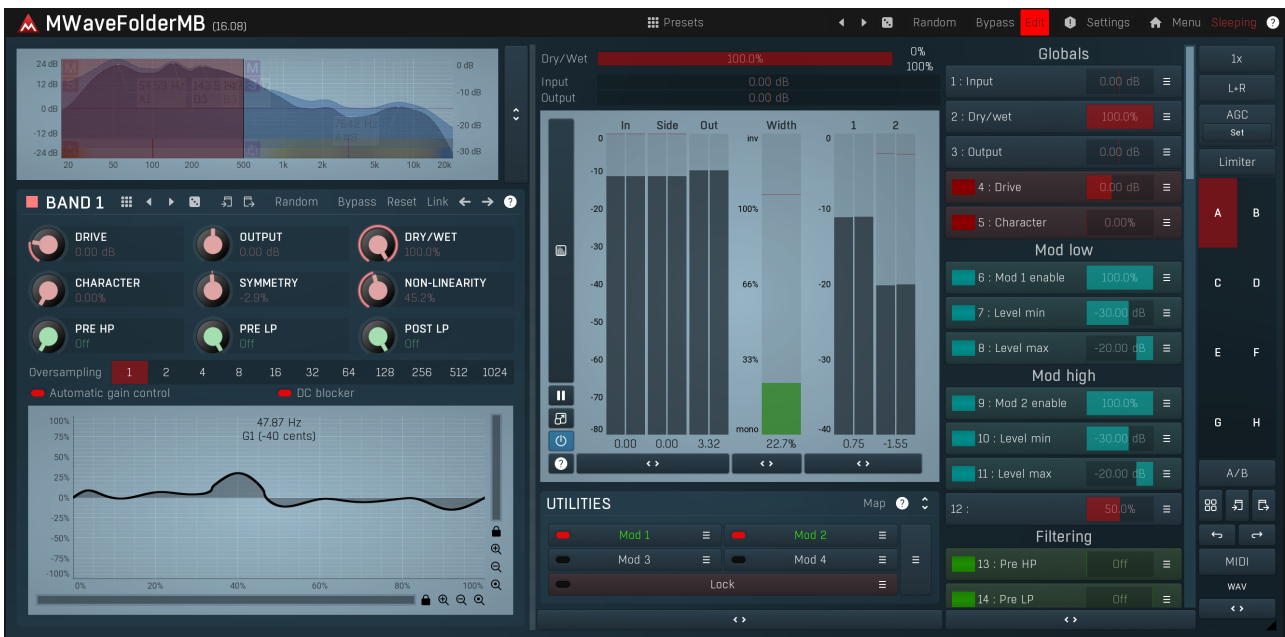 MWaveFolderMB (16.08)
Presets
Random Bypass Edit Settings Menu Sleeping ?
24 dB
12 dB
0 dB
-12 dB
-24 dB
0 dB
-10 dB
-20 dB
-30 dB
20 50 100 200 500 1k 2k 5k 10k 20k
BAND 1 Random Bypass Reset Link ?
DRIVE
0.00 dB
OUTPUT
0.00 dB
DRY/WET
100.0%
CHARACTER
0.00%
SYMMETRY
-2.9%
NON-LINEARITY
45.2%
PRE HP
Off
PRE LP
Off
POST LP
Off
Oversampling 1 2 4 8 16 32 64 128 256 512 1024
Automatic gain control
DC blocker
47.87 Hz
G1 (-40 cents)
100%
75%
50%
25%
0%
-25%
-50%
-75%
-100%
0% 20% 40% 60% 80% 100%
Dry/Wet 100.0% 0%
100%
Input 0.00 dB
Output 0.00 dB
In Side Out Width 1 2
0
-10
-20
-30
-40
-50
-60
-70
-80
inv
100%
66%
33%
mono
0
-10
-20
-30
-40
0.00 0.00 3.32 22.7% 0.75 -1.55
?
UTILITIES Map ?
Mod 1 Mod 2
Mod 3 Mod 4
Lock
Globals
1 : Input 0.00 dB
2 : Dry/wet 100.0%
3 : Output 0.00 dB
4 : Drive 0.00 dB
5 : Character 0.00%
Mod low
6 : Mod 1 enable 100.0%
7 : Level min -30.00 dB
8 : Level max -20.00 dB
Mod high
9 : Mod 2 enable 100.0%
10 : Level min -30.00 dB
11 : Level max -20.00 dB
12 : 50.0%
Filtering
13 : Pre HP Off
14 : Pre LP Off
1x
L+R
AGC
Set
Limiter
A B
C D
E F
G H
A/B
MIDI
WAV